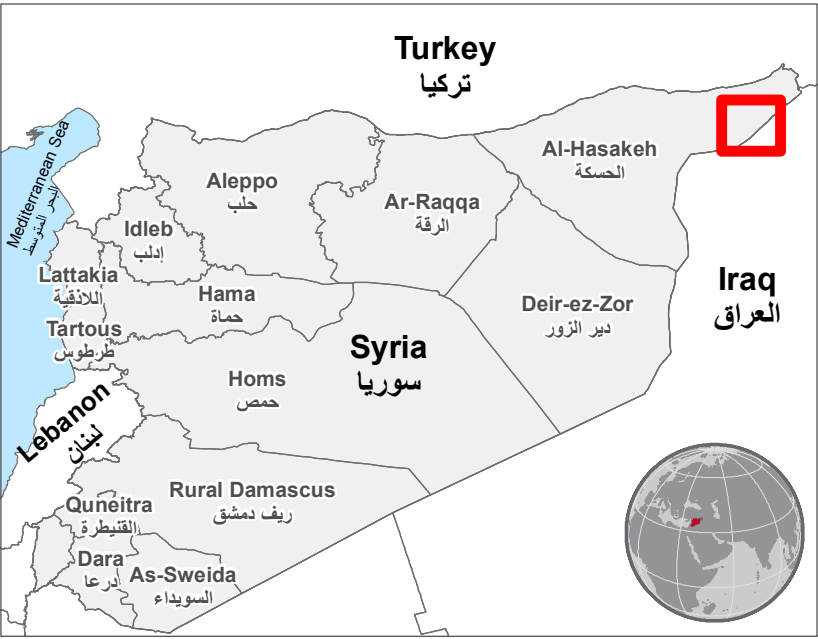 Turkey
تركيا
Mediterranean Sea
البحر المتوسط
Aleppo
حلب
Al-Hasakeh
الحسكة
Ar-Raqqa
الرقة
Idleb
إدلب
Lattakia
اللاذقية
Hama
حماة
Deir-ez-Zor
دير الزور
Iraq
العراق
Tartous
طرطوس
Syria
سوريا
Homs
حمص
Lebanon
لبنان
Rural Damascus
ريف دمشق
Quneitra
القنيطرة
Dara
درعا
As-Sweida
السويداء